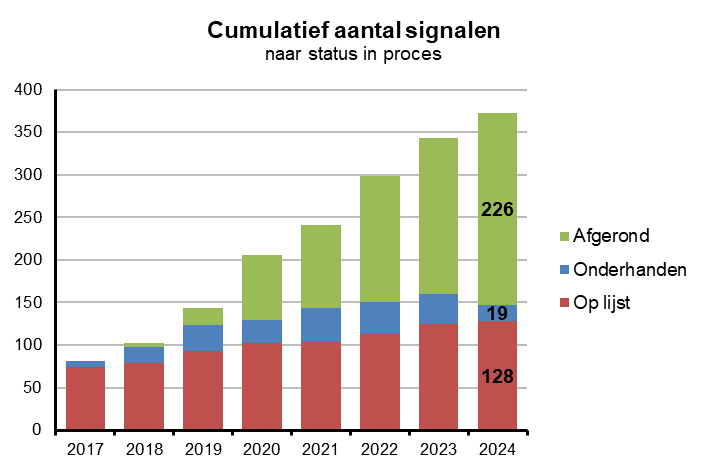 Cumulatief aantal signalen
naar status in proces
400
350
300
250
200
150
100
50
0
226
19
128
2017 2018 2019 2020 2021 2022 2023 2024
Afgerond
Onderhanden
Op lijst